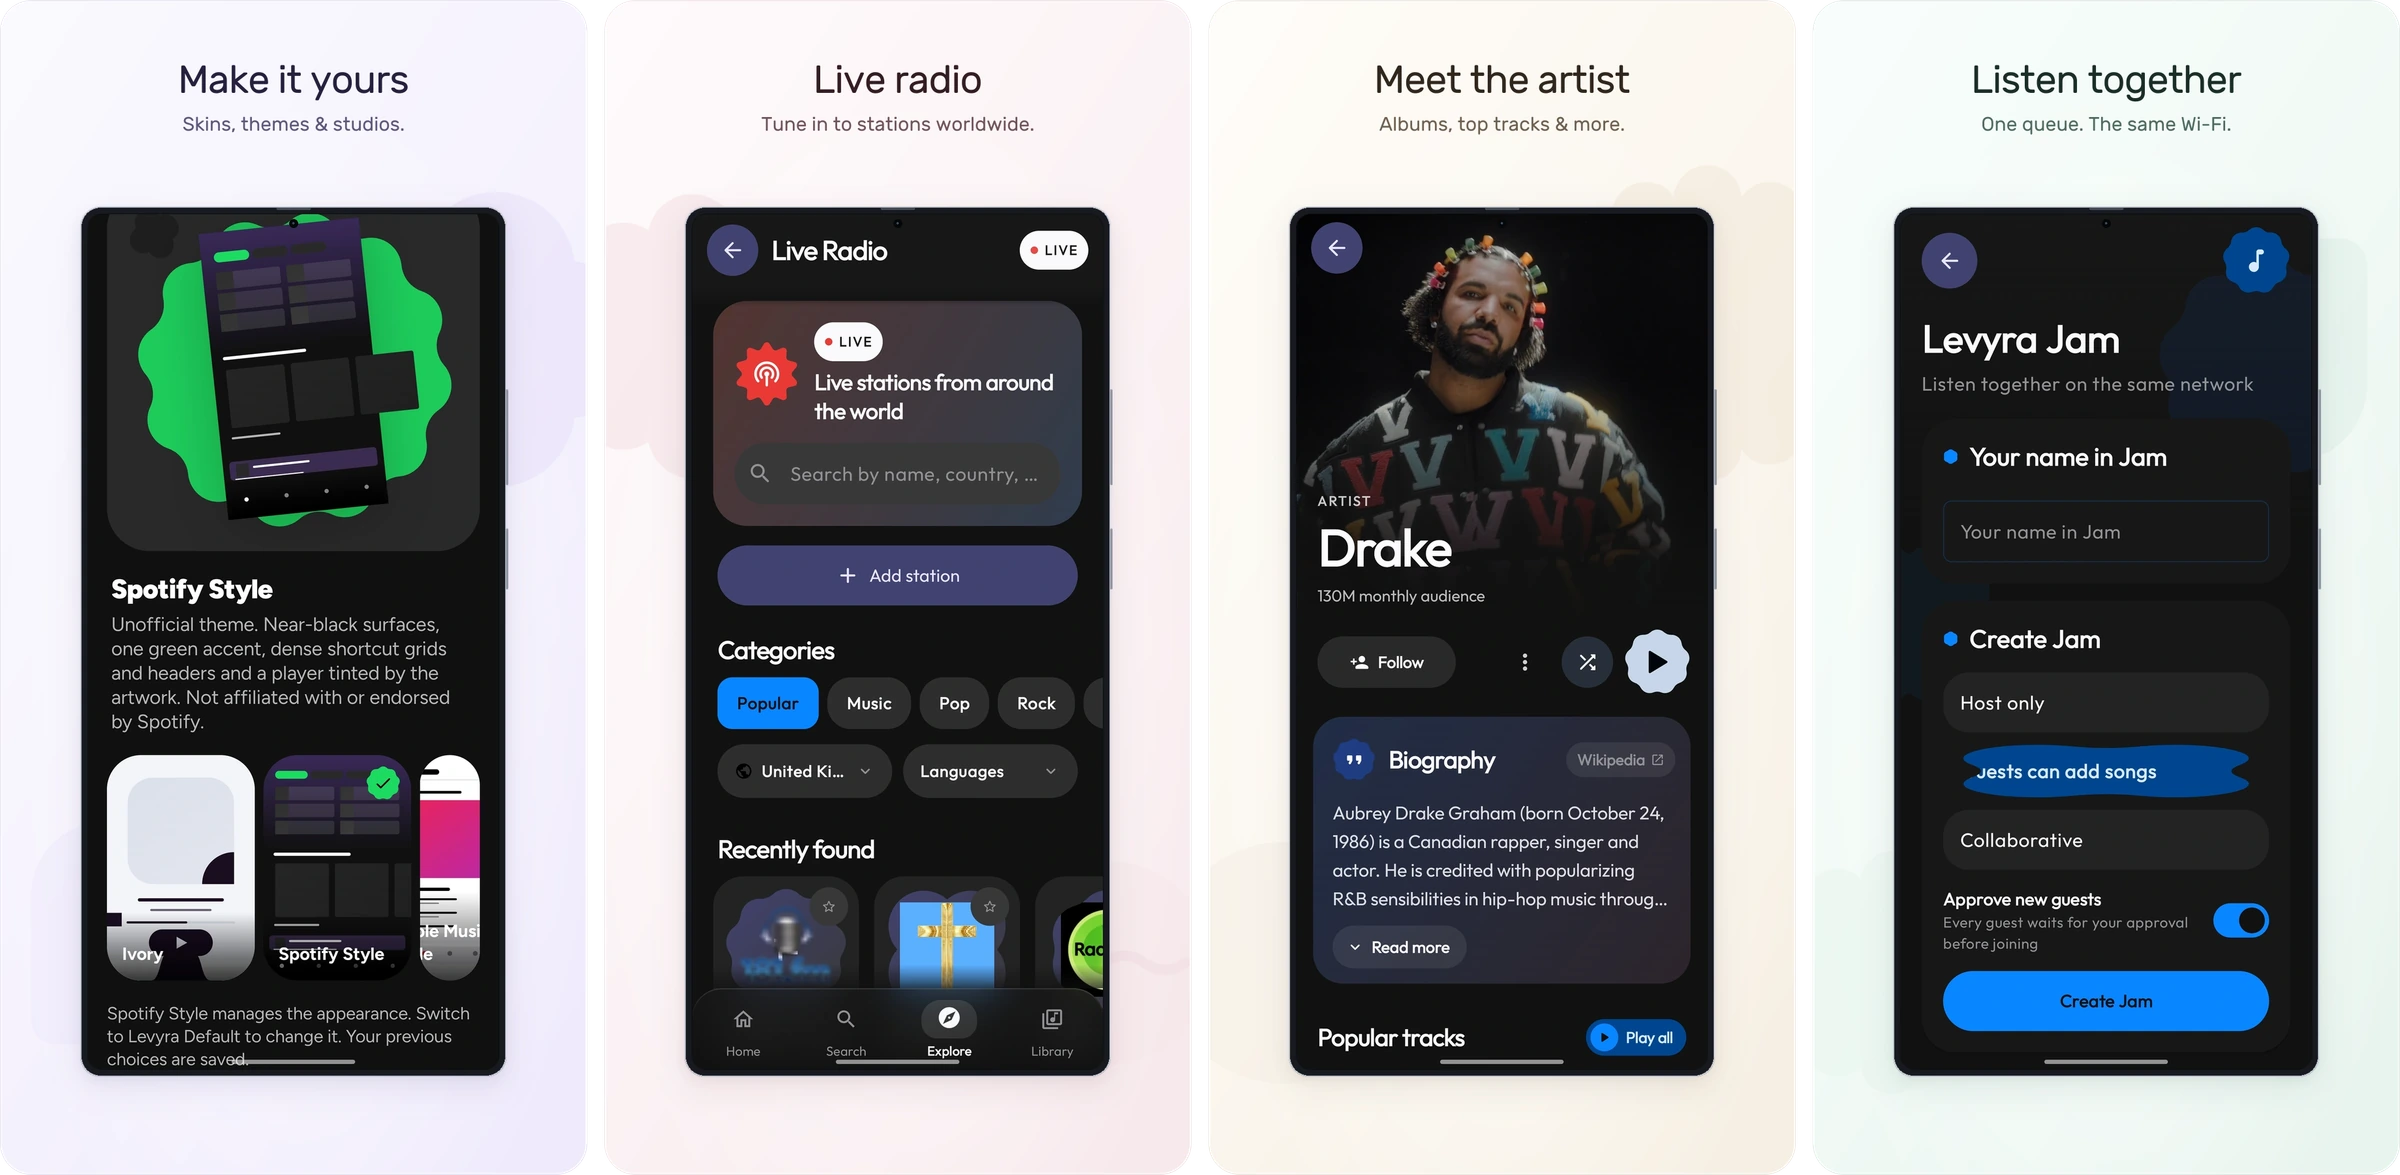 Make it yours
Skins, themes & studios.
Spotify Style
Unofficial theme. Near-black surfaces,
one green accent, dense shortcut grids
and headers and a player tinted by the
artwork. Not affiliated with or endorsed
by Spotify.
Ivory
Spotify Style
ple Musi
le
Spotify Style manages the appearance. Switch
to Levyra Default to change it. Your previous
choices are saved.
Live radio
Tune in to stations worldwide.
Live Radio
LIVE
LIVE
Live stations from around
the world
Search by name, country, ...
Add station
Categories
Popular
Music
Pop
Rock
United Ki...
Languages
Recently found
Rad
Home
Search
Explore
Library
Meet the artist
Albums, top tracks & more.
ARTIST
Drake
130M monthly audience
Follow
Biography
Wikipedia
Aubrey Drake Graham (born October 24,
1986) is a Canadian rapper, singer and
actor. He is credited with popularizing
R&B sensibilities in hip-hop music throug...
Read more
Popular tracks
Play all
Listen together
One queue. The same Wi-Fi.
Levyra Jam
Listen together on the same network
Your name in Jam
Your name in Jam
Create Jam
Host only
uests can add songs
Collaborative
Approve new guests
Every guest waits for your approval
before joining
Create Jam